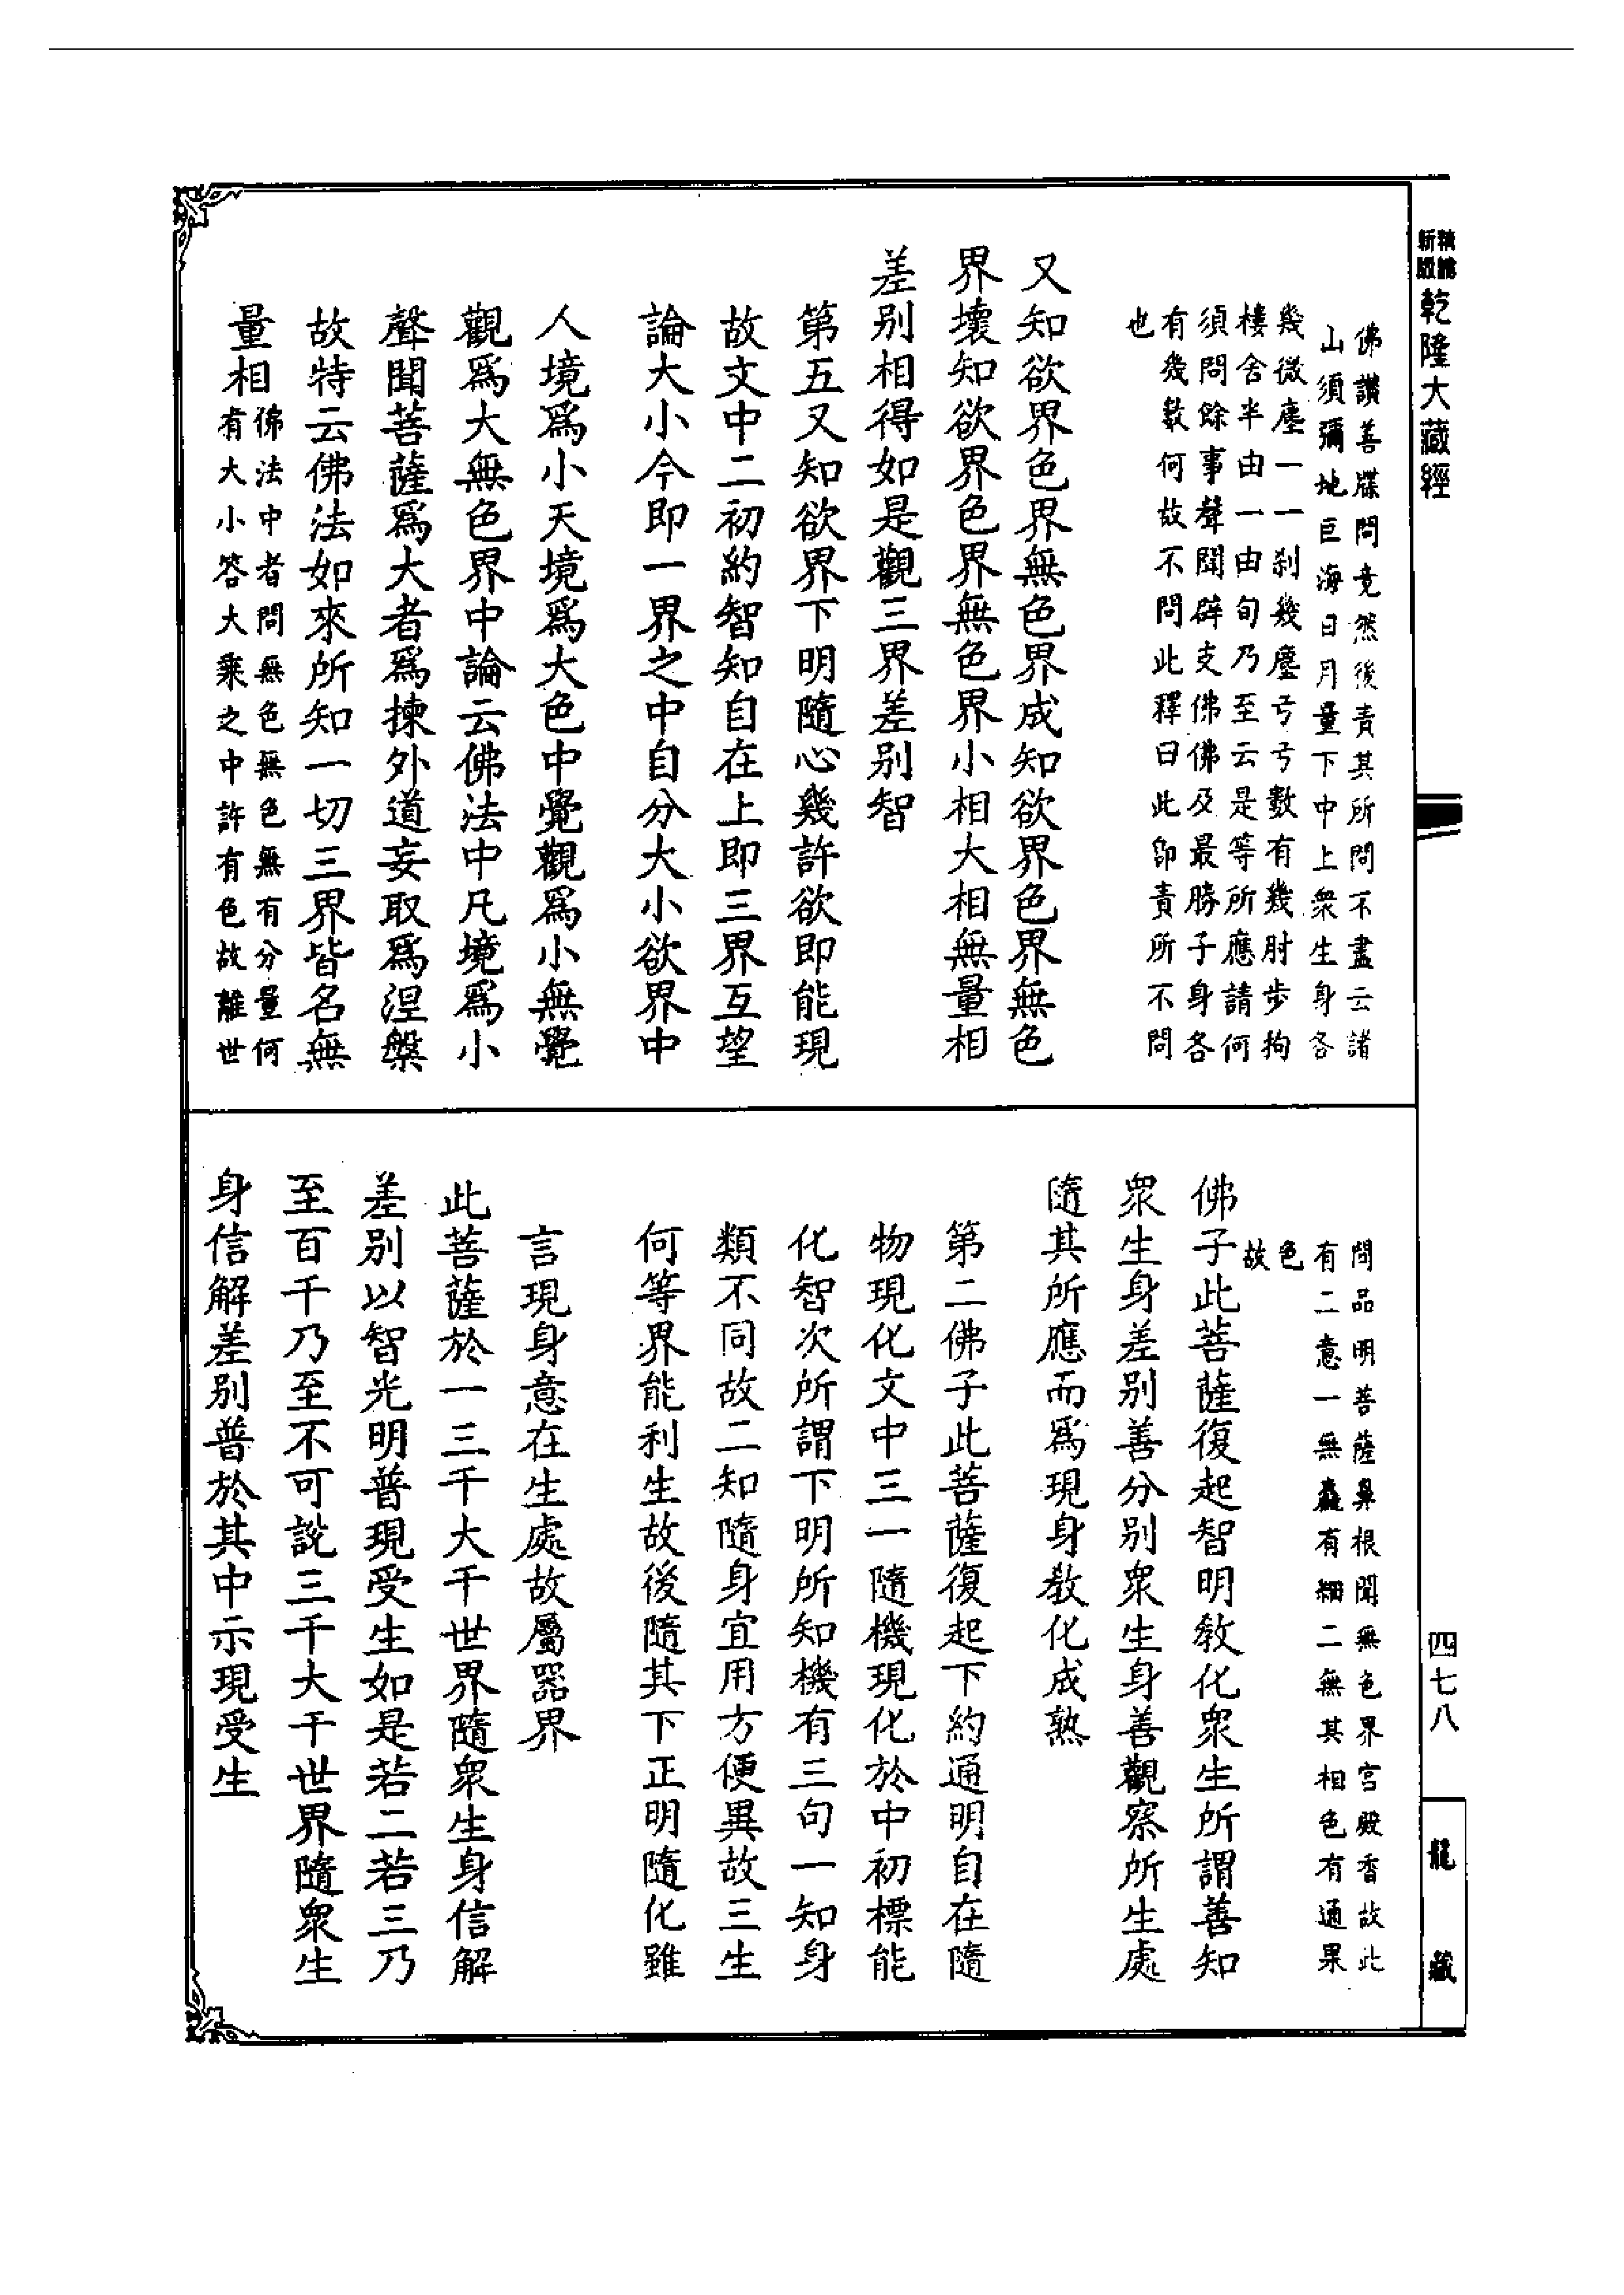 新版
精縮
乾隆大藏經
佛讚善牒問竟然後責其所問不盡云諸
山須彌地巨海日月量下中上衆生身各
幾微塵一一刹幾塵亏亏數有幾肘步拘
樓舍半由一由旬乃至云是等所應請何
須問餘事聲聞辟支佛佛及最勝子身各
有幾數何故不問此釋曰此卽責所不問
也
又知欲界色界無色界成知欲界色界無色
界壞知欲界色界無色界小相大相無量相
差別相得如是觀三界差別智
第五又知欲界下明隨心幾許欲即能現
故文中二初約智知自在上即三界互望
論大小今即一界之中自分大小欲界中
人境爲小天境爲大色中覺觀爲小無覺
觀爲大無色界中論云佛法中凡境爲小
聲聞菩薩爲大者爲揀外道妄取爲涅槃
故特云佛法如來所知一切三界皆名無
量相
佛法中者問無色無色無有分量何
有大小答大乘之中許有色故離世
間品明菩薩鼻根聞無色界宮殿香故此
有二意一無麤有細二無其相色有通果
色
故
佛子此菩薩復起智明教化衆生所謂善知
衆生身差別善分別衆生身善觀察所生處
隨其所應而爲現身教化成熟
第二佛子此菩薩復起下約通明自在隨
物現化文中三一隨機現化於中初標能
化智次所謂下明所知機有三句一知身
類不同故二知隨身宜用方便異故三生
何等界能利生故後隨其下正明隨化雖
言現身意在生處故屬器界
此菩薩於一三千大千世界隨衆生身信解
差別以智光明普現受生如是若二若三乃
至百千乃至不可說三千大千世界隨衆生
身信解差別普於其中示現受生
四七八
龍藏